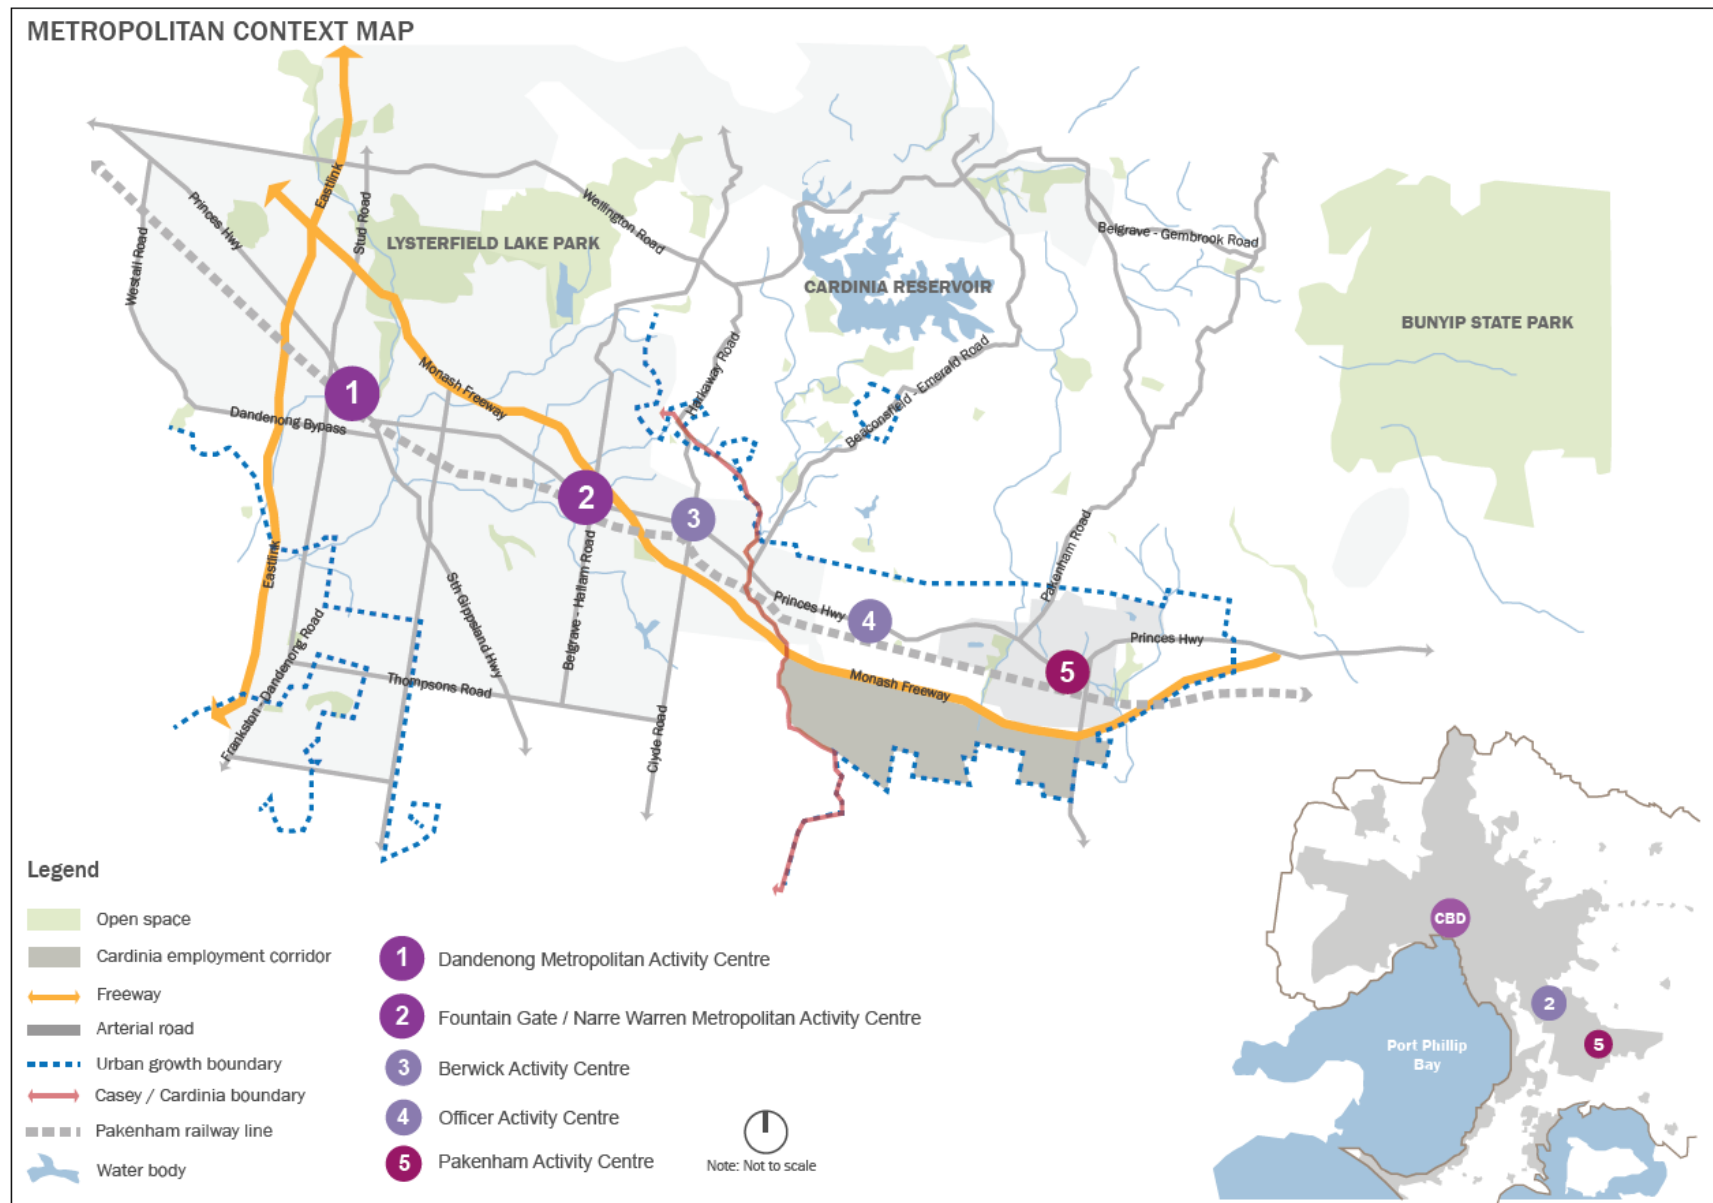 METROPOLITAN CONTEXT MAP
Eastlink
Princes Hwy
Stud Road
Westall Road
Wellington Road
LYSTERFIELD LAKE PARK
Belgrave - Gembrook Road
CARDINIA RESERVOIR
BUNYIP STATE PARK
Harkaway Road
Monash Freeway
Beaconsfield - Emerald Road
1
Dandenong Bypass
2
3
Pakenham Road
Eastlink
Sth Gippsland Hwy
Belgrave - Hallam Road
Princes Hwy
4
Princes Hwy
5
Frankston - Dandenong Road
Thompsons Road
Monash Freeway
Clyde Road
Legend
Open space
Cardinia employment corridor
Freeway
Arterial road
Urban growth boundary
Casey / Cardinia boundary
Pakenham railway line
Water body
1 Dandenong Metropolitan Activity Centre
2 Fountain Gate / Narre Warren Metropolitan Activity Centre
3 Berwick Activity Centre
4 Officer Activity Centre
5 Pakenham Activity Centre
Note: Not to scale
CBD
2
5
Port Phillip
Bay